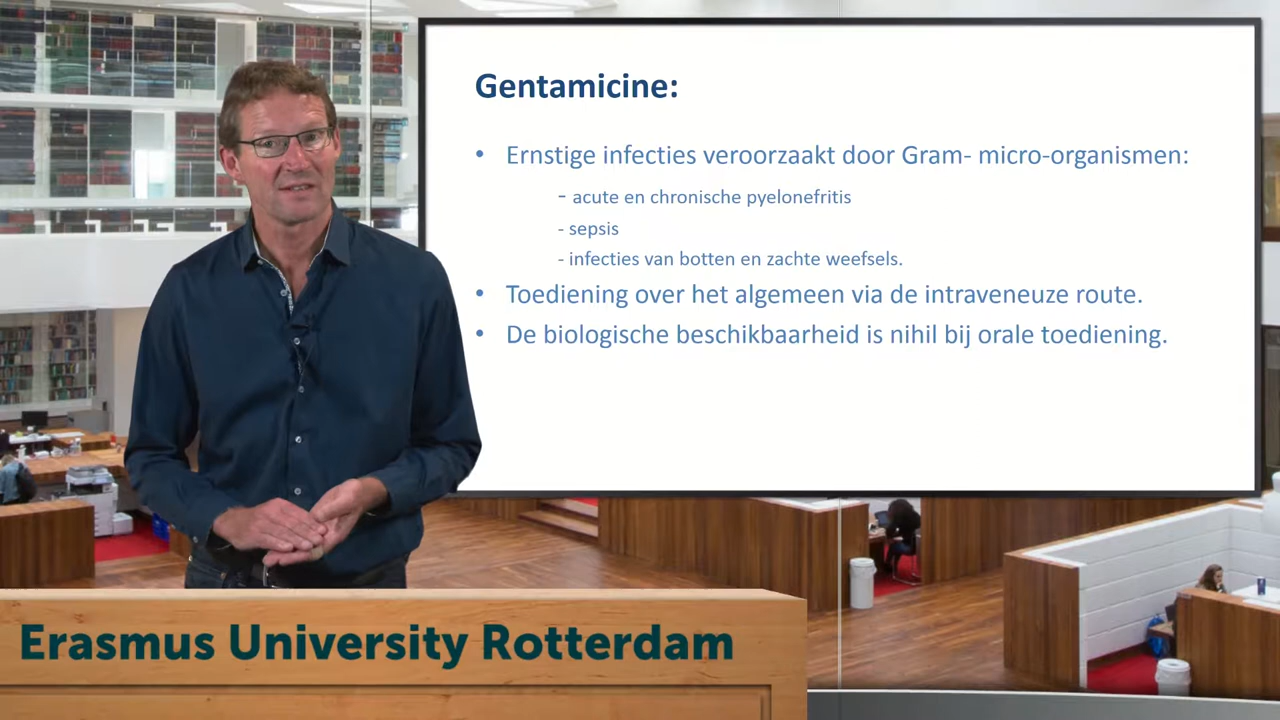 Gentamicine:
• Ernstige infecties veroorzaakt door Gram- micro-organismen:
- acute en chronische pyelonefritis
- sepsis
- infecties van botten en zachte weefsels.
• Toediening over het algemeen via de intraveneuze route.
• De biologische beschikbaarheid is nihil bij orale toediening.
Erasmus University Rotterdam